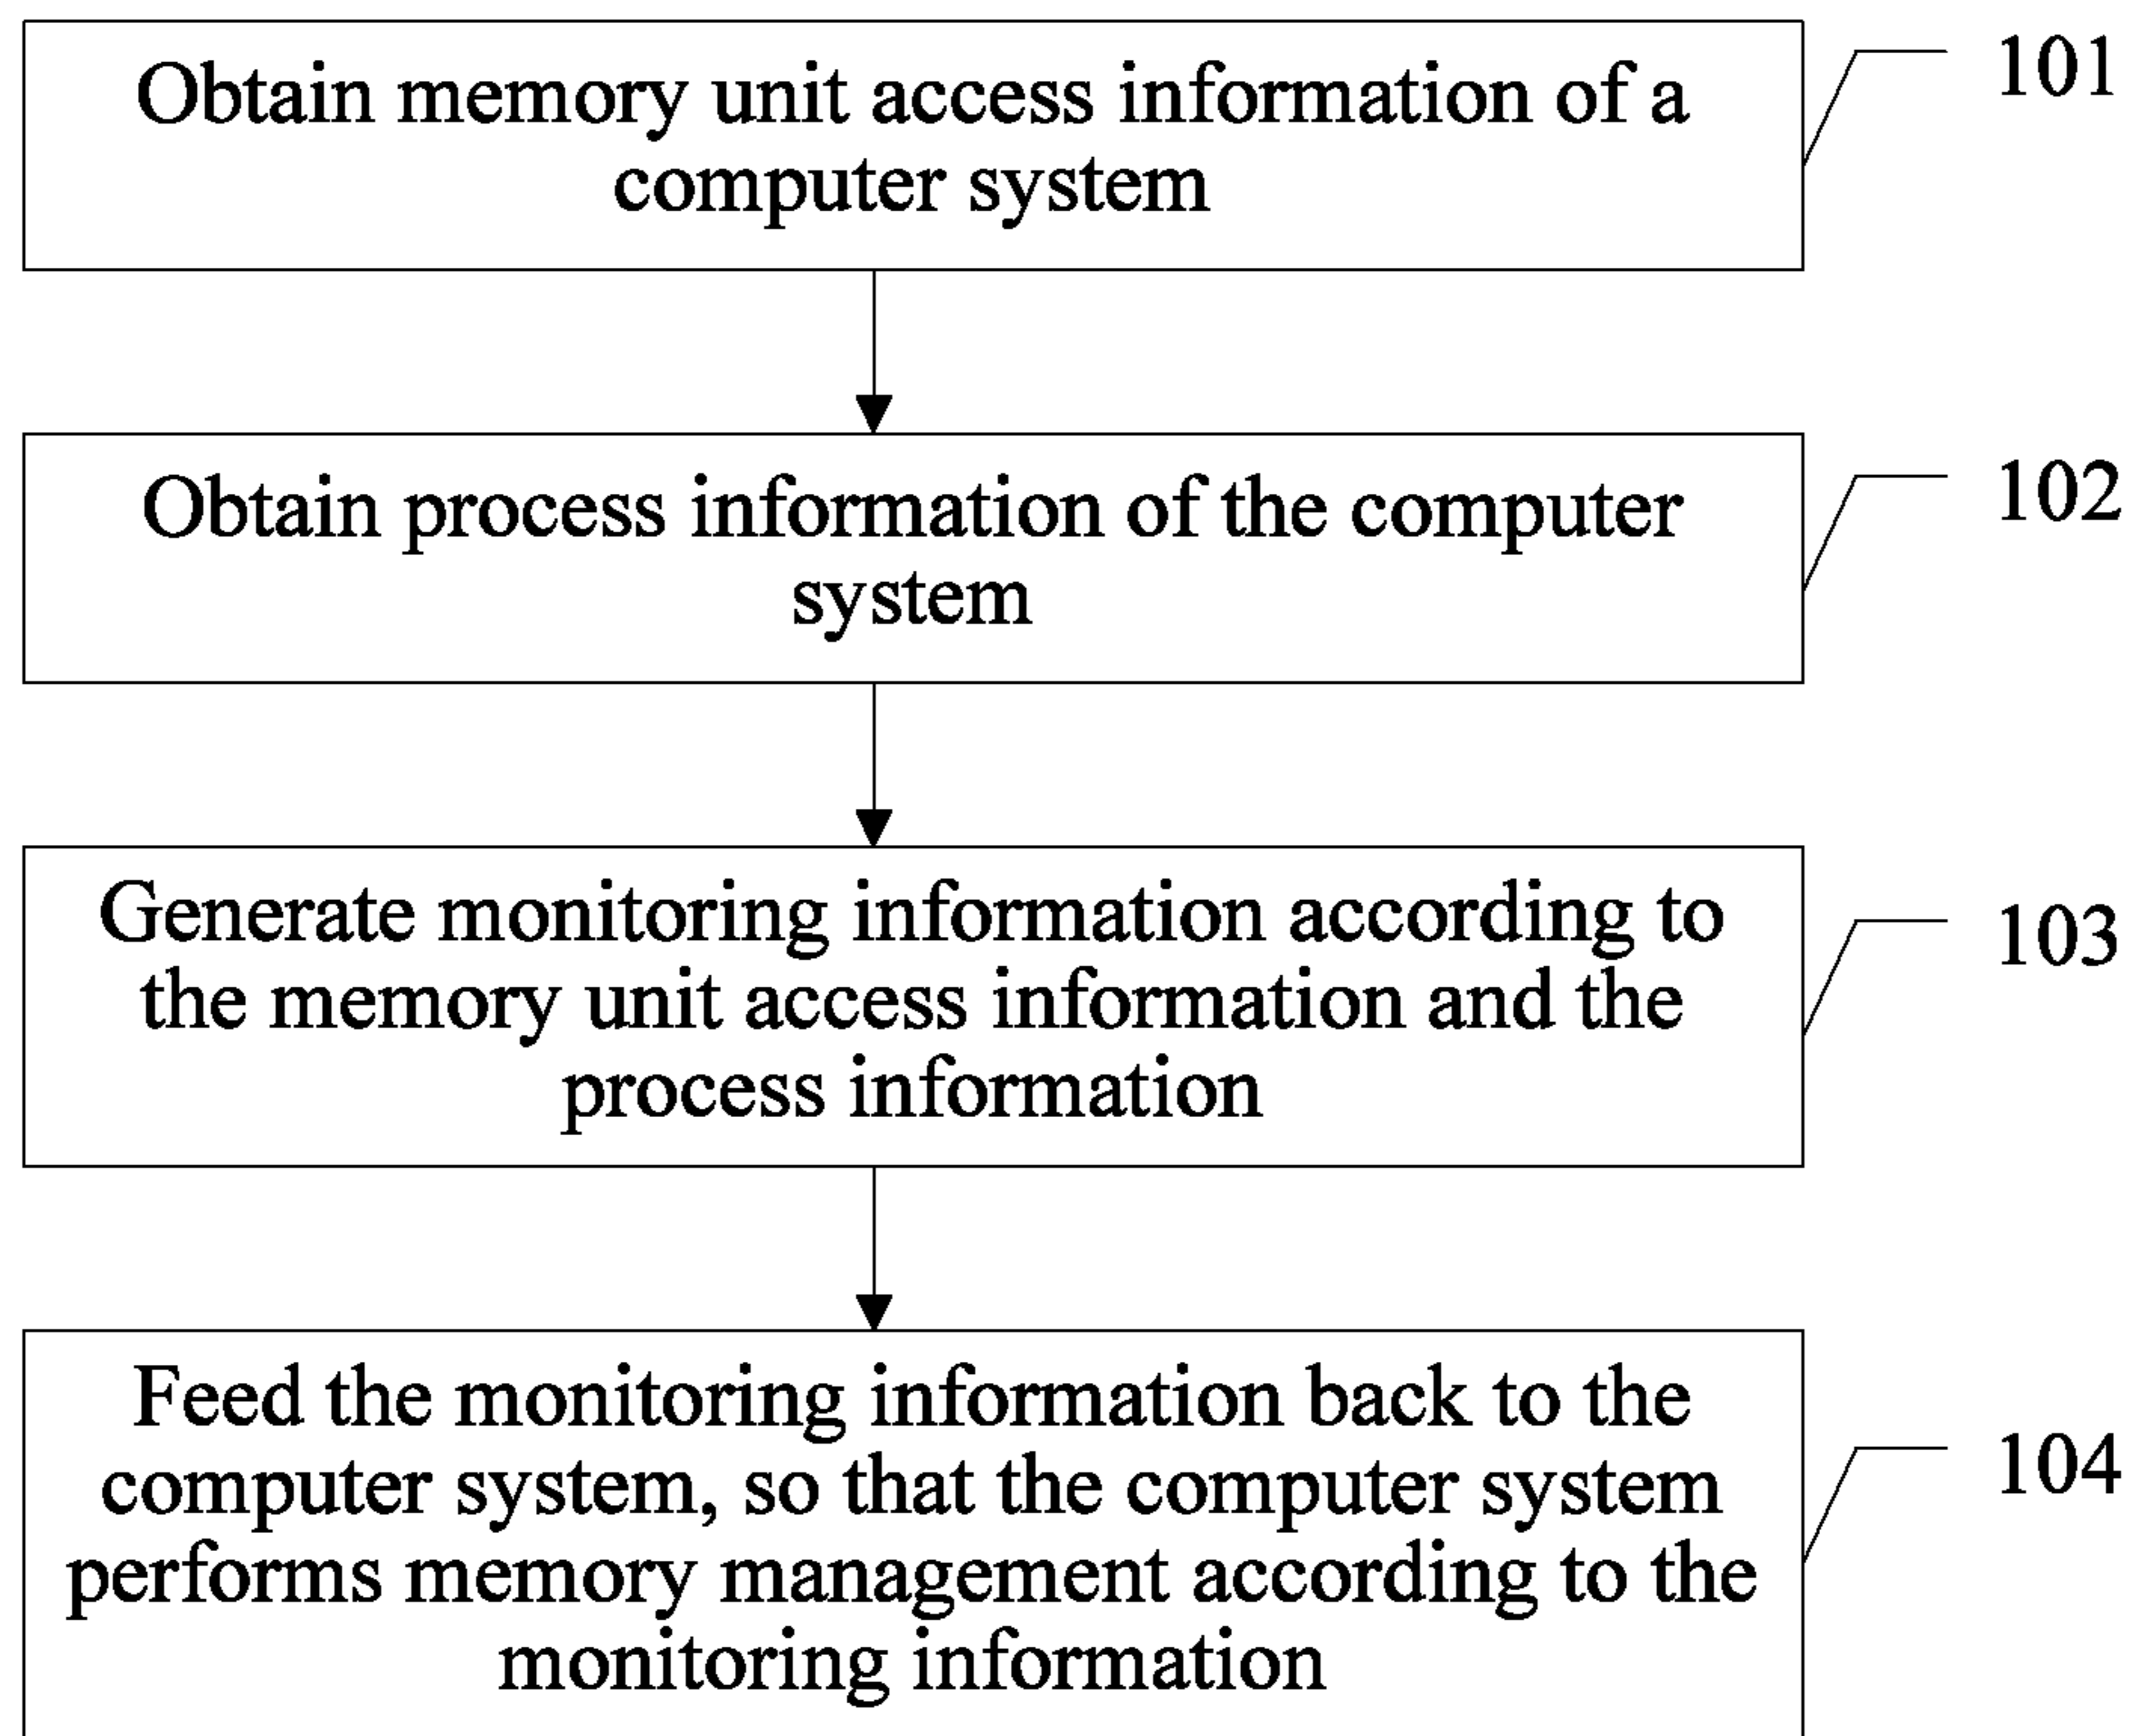 Obtain memory unit access information of a
computer system
101
Obtain process information of the computer
system
102
Generate monitoring information according to
the memory unit access information and the
process information
103
Feed the monitoring information back to the
computer system, so that the computer system
performs memory management according to the
monitoring information
104